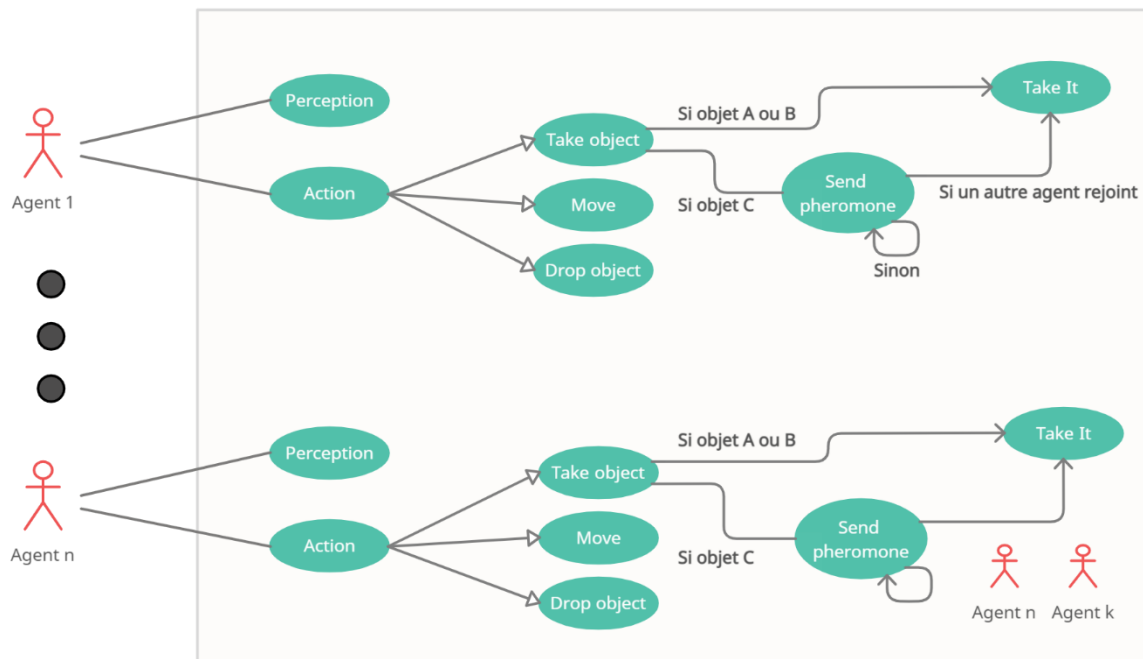 Perception
Take It
Si objet A ou B
Take object
Agent 1
Action
Send
pheromone
Si un autre agent rejoint
Move
Si objet C
Drop object
Sinon
Perception
Take It
Si objet A ou B
Take object
Agent n
Action
Send
pheromone
Move
Si objet C
Drop object
Agent n
Agent k